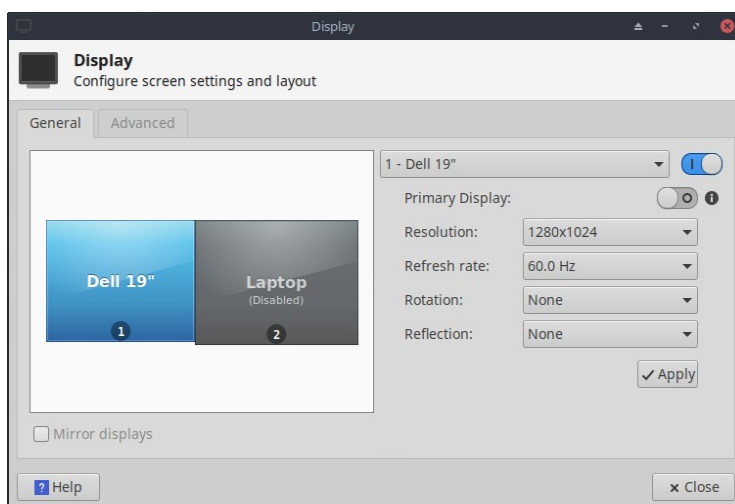 Display
Display
Configure screen settings and layout
General Advanced
1 - Dell 19"
Primary Display:
Resolution: 1280x1024
Refresh rate: 60.0 Hz
Rotation: None
Reflection: None
Apply
Dell 19"
1
Laptop
(Disabled)
2
Mirror displays
? Help
Close